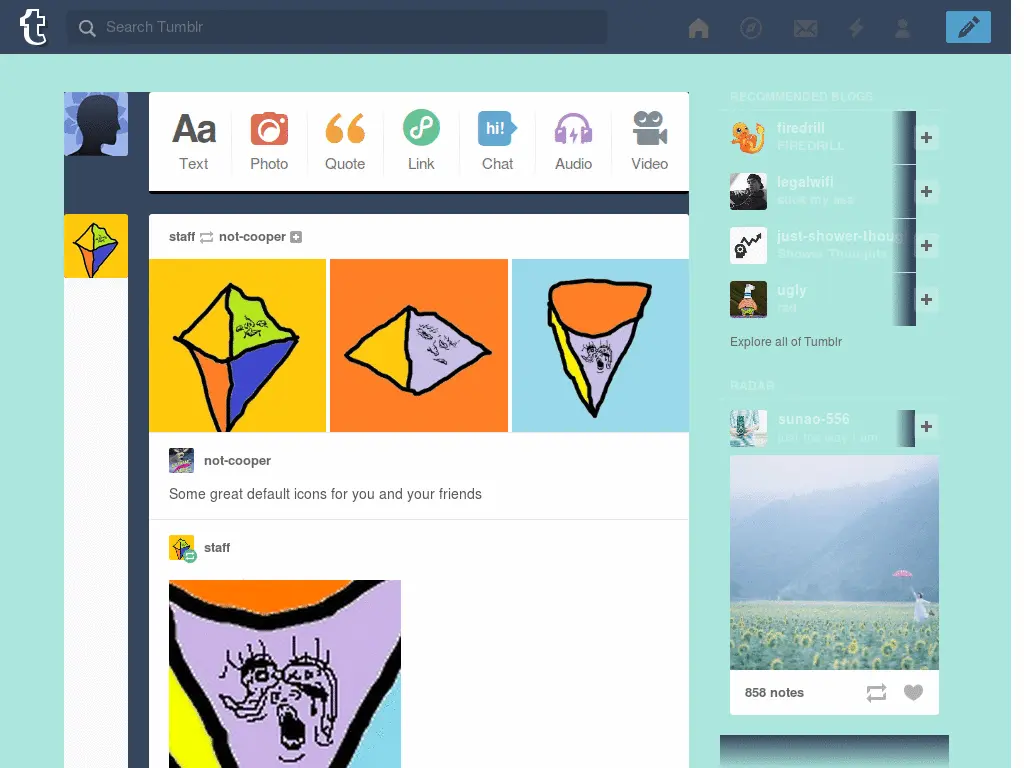 t
Search Tumblr
Aa
hi!
Text
Photo
Quote
Link
Chat
Audio
Video
staff not-cooper
not-cooper
Some great default icons for you and your friends
staff
RECOMMENDED BLOGS
firedrill
FIREDRILL
legalwifi
suck my ass
just-shower-thoug
Shower Thoughts
ugly
Explore all of Tumblr
RADAR
sunao-556
just the way i am
858 notes